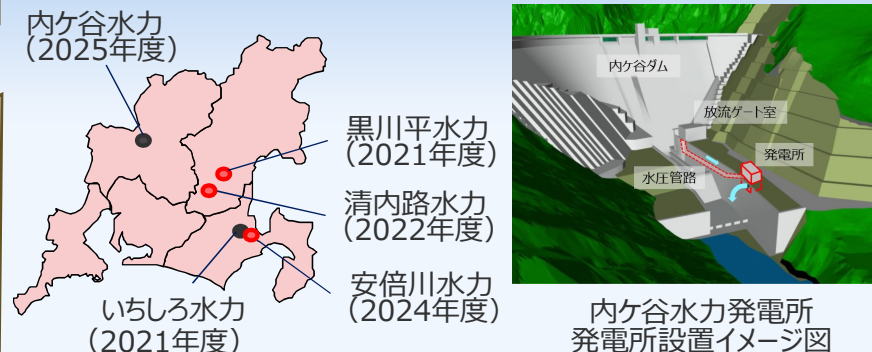 内ケ谷水力
（2025年度）
黒川平水力
（2021年度）
清内路水力
（2022年度）
安倍川水力
（2024年度）
いちしろ水力
（2021年度）
内ケ谷ダム
放流ゲート室
発電所
水圧管路
内ケ谷水力発電所
発電所設置イメージ図